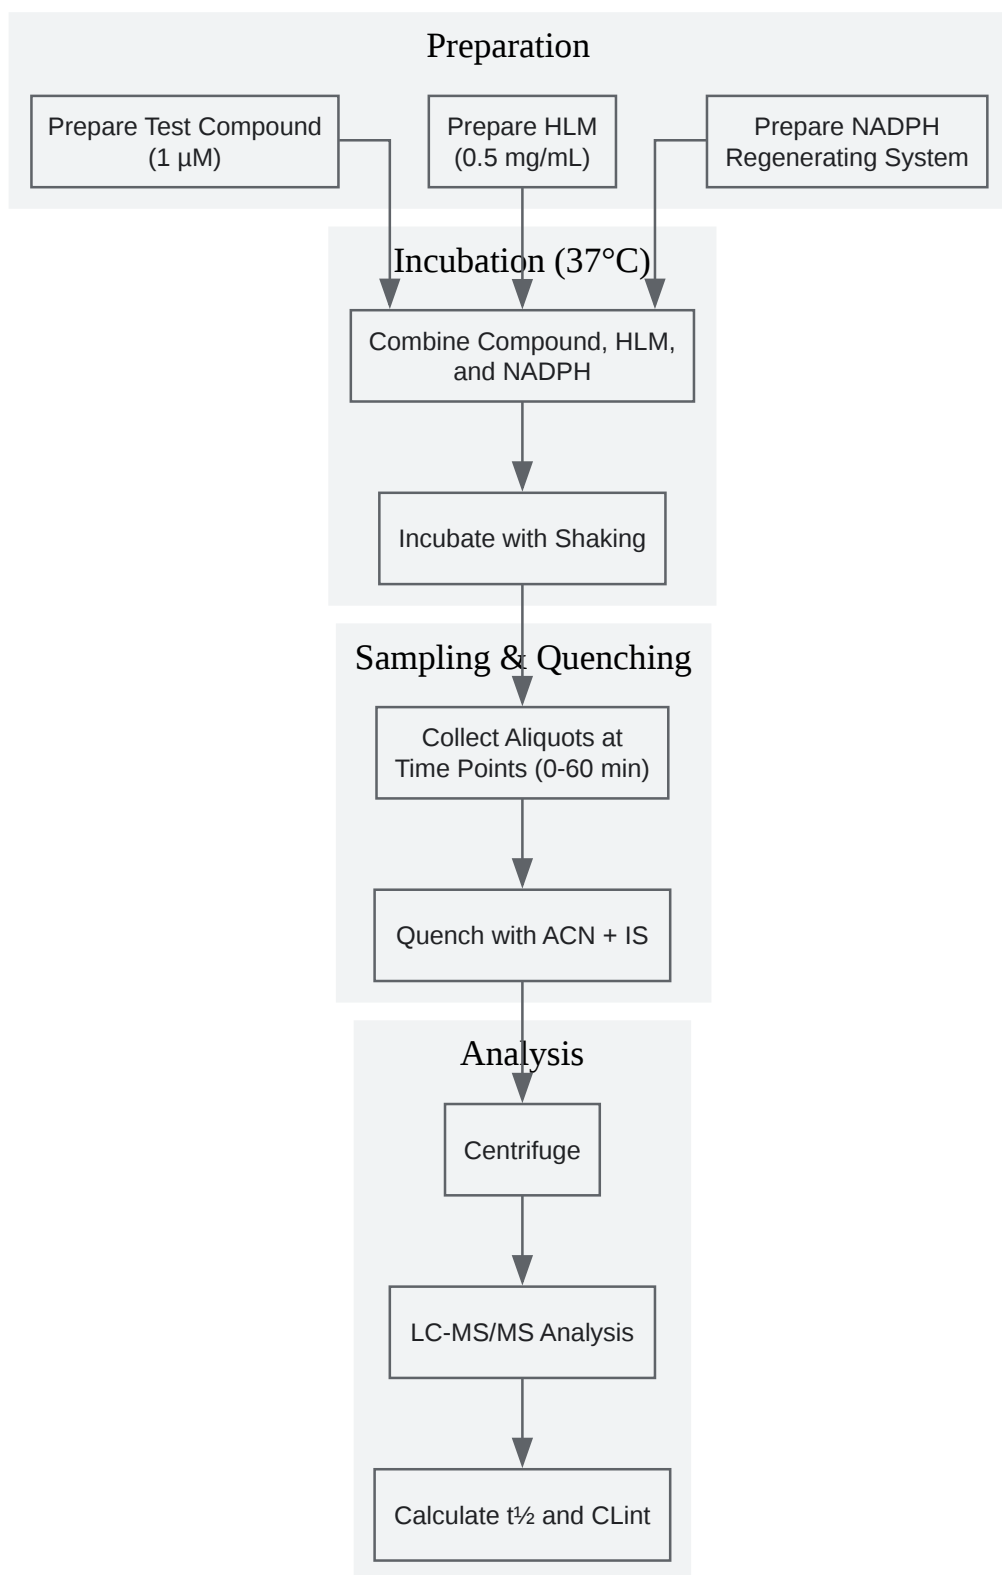 Preparation
Prepare Test Compound
(1 µM)
Prepare HLM
(0.5 mg/mL)
Prepare NADPH
Regenerating System
Incubation (37°C)
Combine Compound, HLM,
and NADPH
Incubate with Shaking
Sampling & Quenching
Collect Aliquots at
Time Points (0-60 min)
Quench with ACN + IS
Analysis
Centrifuge
LC-MS/MS Analysis
Calculate t½ and CLint